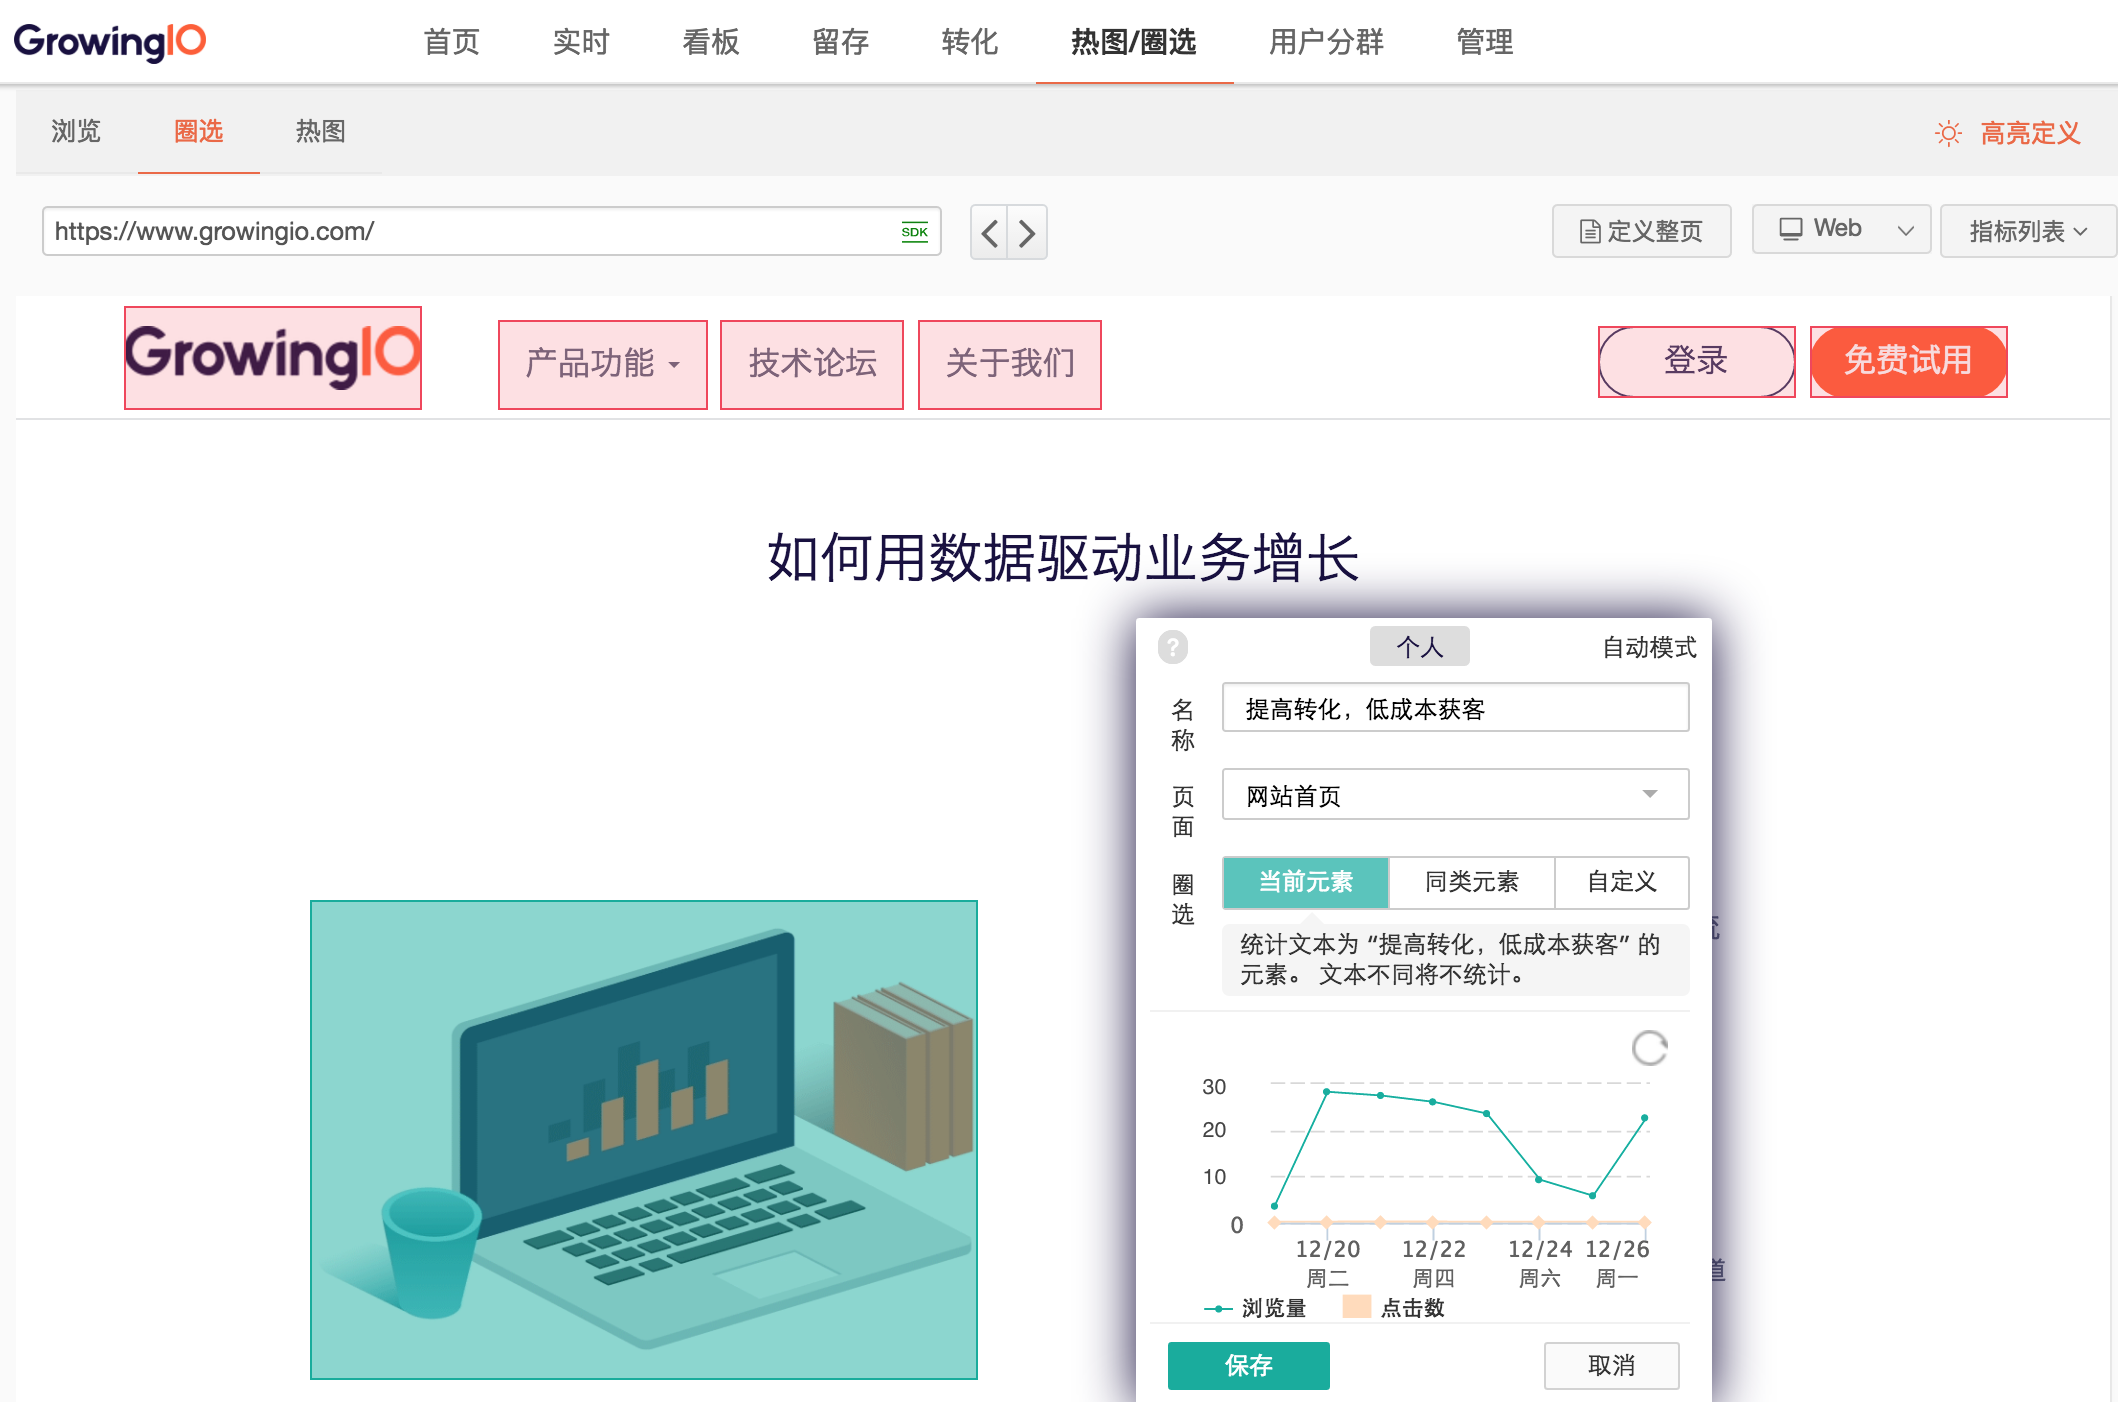 GrowingIO
首页 实时 看板 留存 转化 热图/圈选 用户分群 管理
浏览 圈选 热图
高亮定义
https://www.growingio.com/ SDK
定义整页 Web 指标列表
GrowingIO
产品功能 技术论坛 关于我们
登录 免费试用
如何用数据驱动业务增长
? 个人 自动模式
名称 提高转化，低成本获客
页面 网站首页
圈选 当前元素 同类元素 自定义
统计文本为 “提高转化，低成本获客” 的
元素。 文本不同将不统计。
30
20
10
0
12/20 12/22 12/24 12/26
周二 周四 周六 周一
道
浏览量 点击数
保存 取消